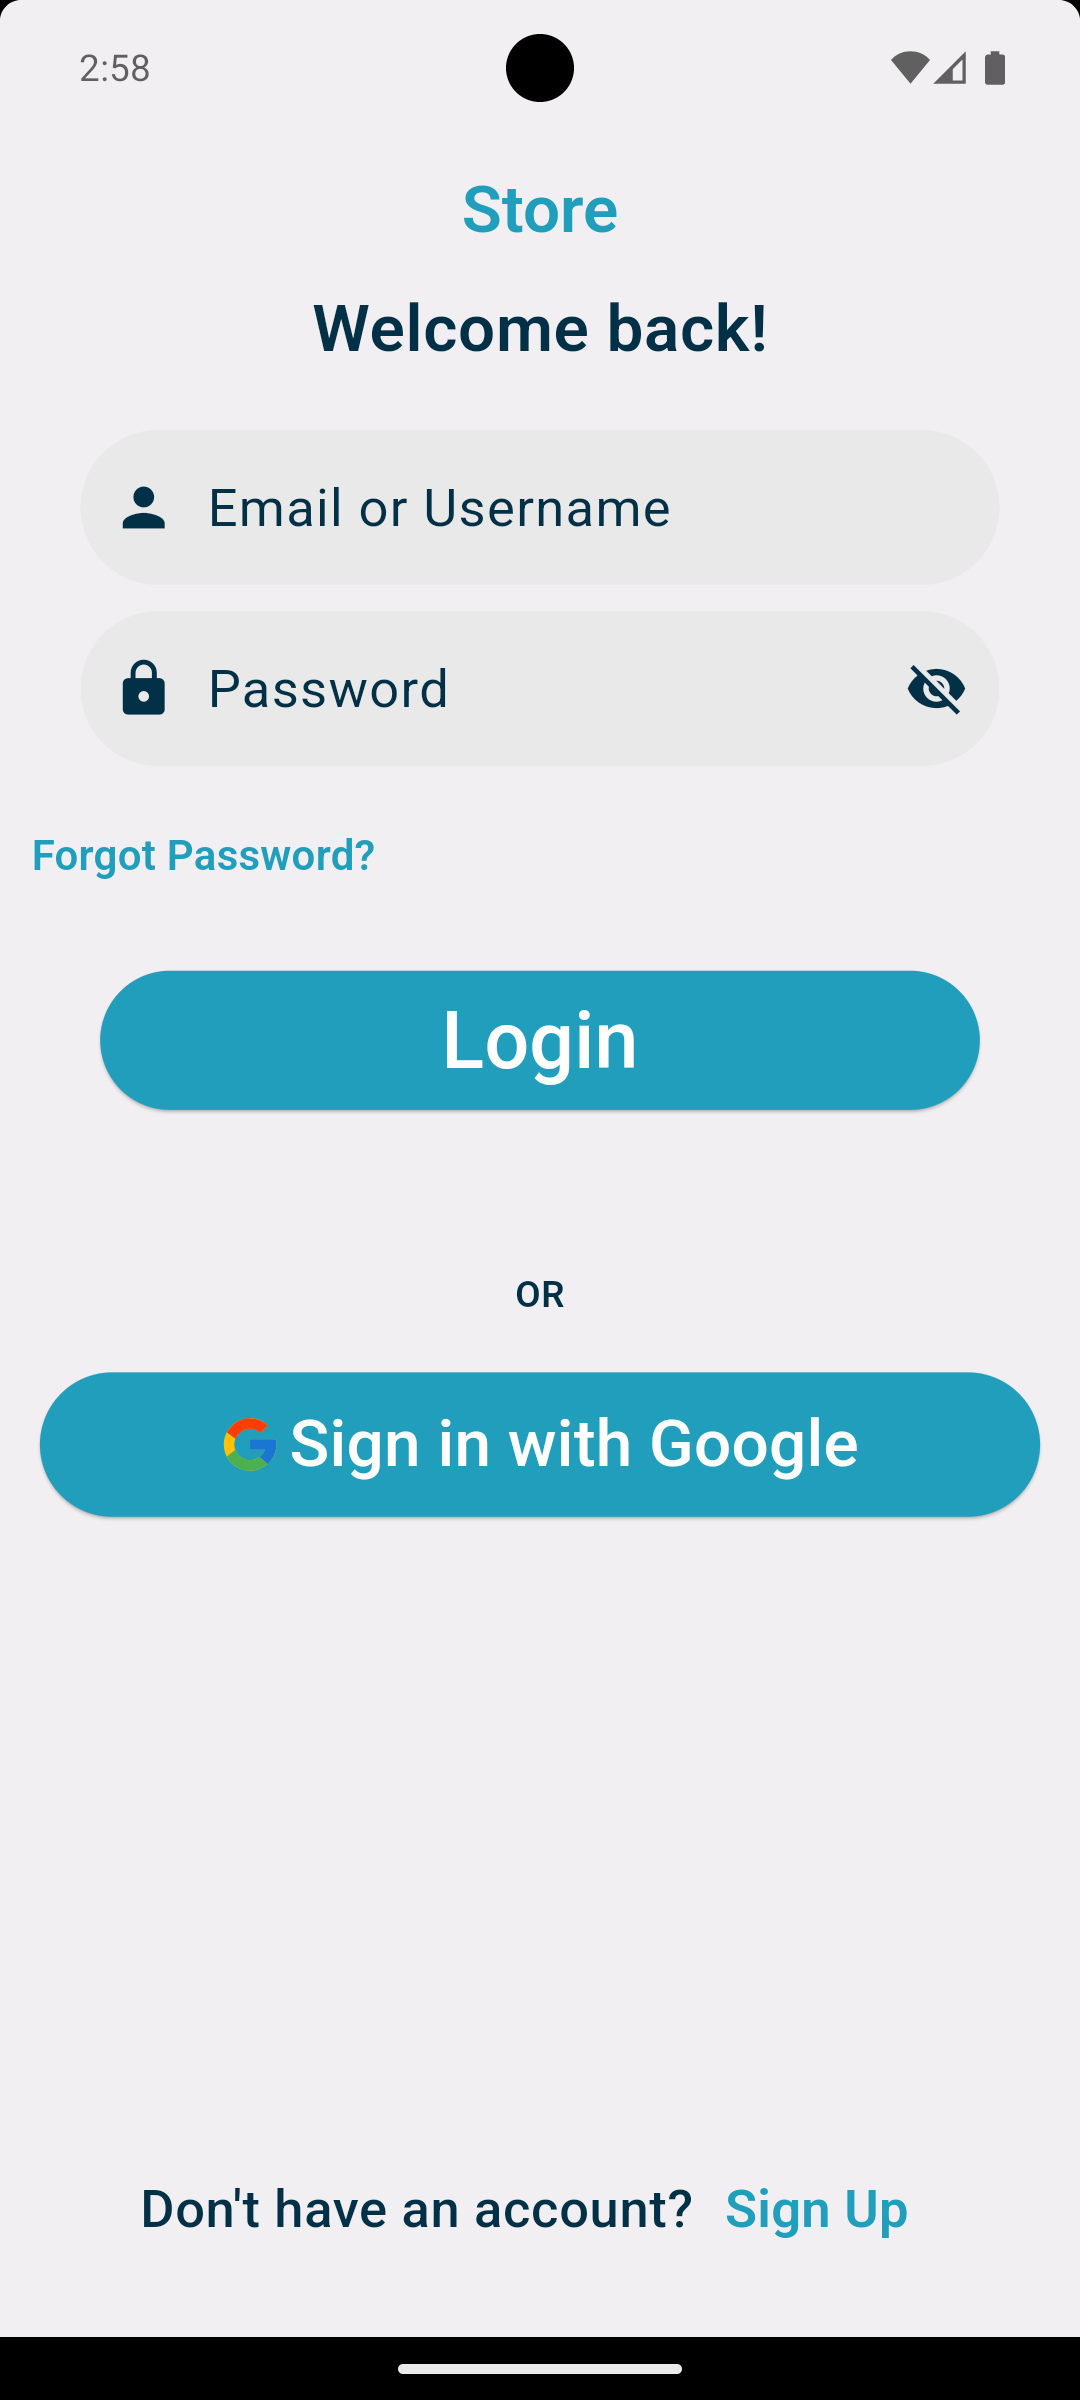 2:58
Store
Welcome back!
Email or Username
Password
Forgot Password?
Login
OR
Sign in with Google
Don't have an account? Sign Up